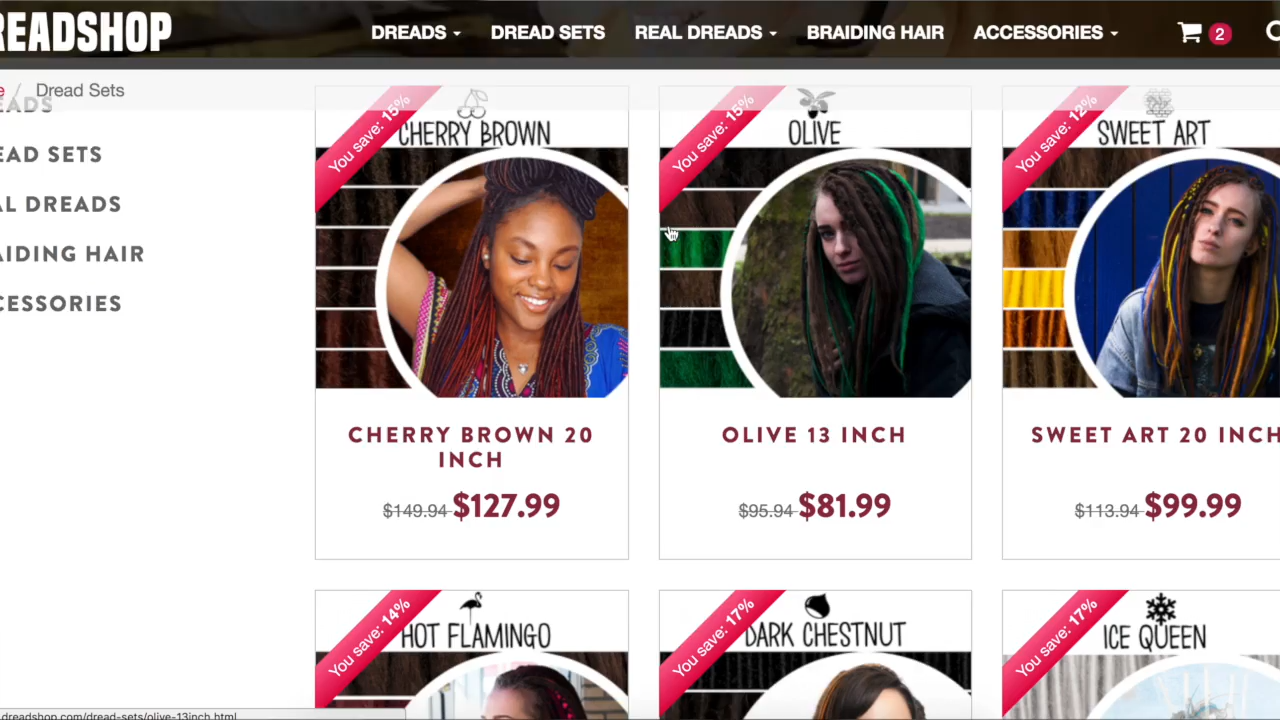 READSHOP
DREADS
DREAD SETS
REAL DREADS
BRAIDING HAIR
ACCESSORIES
2
e / Dread Sets
EADS
EAD SETS
AL DREADS
AIDING HAIR
CESSORIES
You save: 15%
CHERRY BROWN
CHERRY BROWN 20
INCH
$149.94 $127.99
You save: 15%
OLIVE
OLIVE 13 INCH
$95.94 $81.99
You save: 12%
SWEET ART
SWEET ART 20 INCH
$113.94 $99.99
You save: 14%
HOT FLAMINGO
You save: 17%
DARK CHESTNUT
You save: 17%
ICE QUEEN
.dreadshop.com/dread-sets/olive-13inch.html